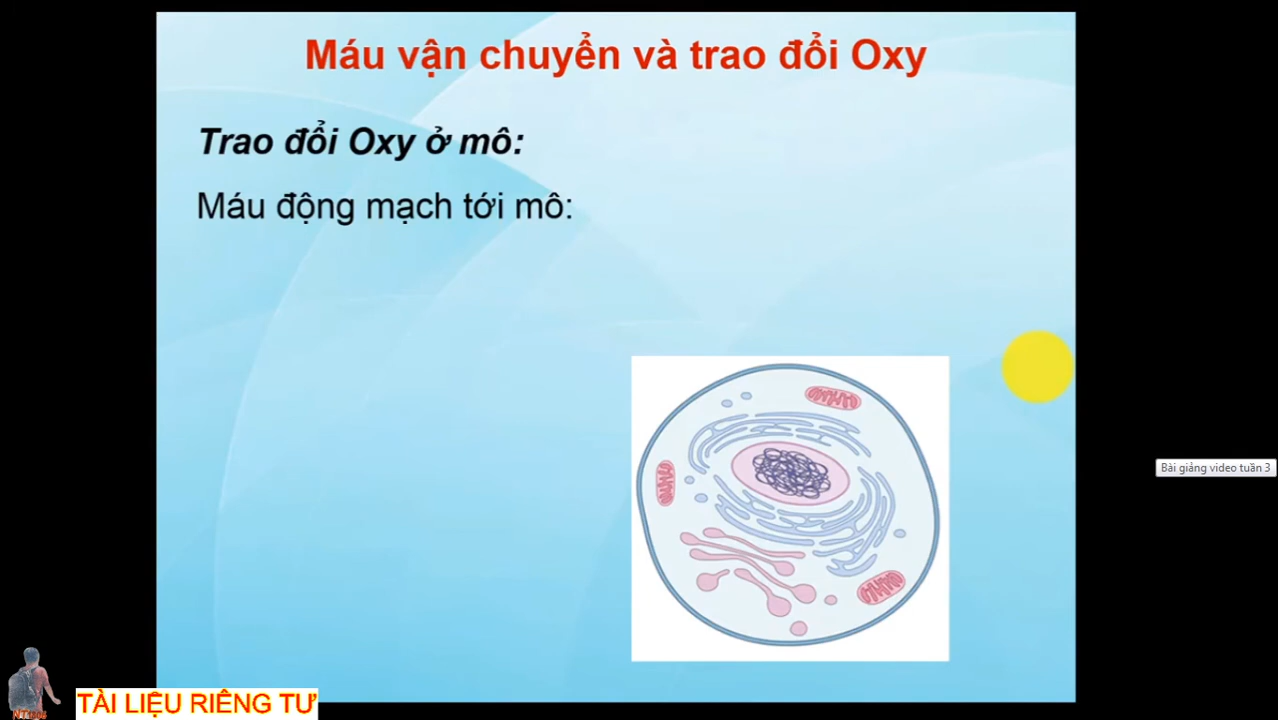 Máu vận chuyển và trao đổi Oxy
Trao đổi Oxy ở mô:
Máu động mạch tới mô:
Bài giảng video tuần 3
TÀI LIỆU RIÊNG TƯ